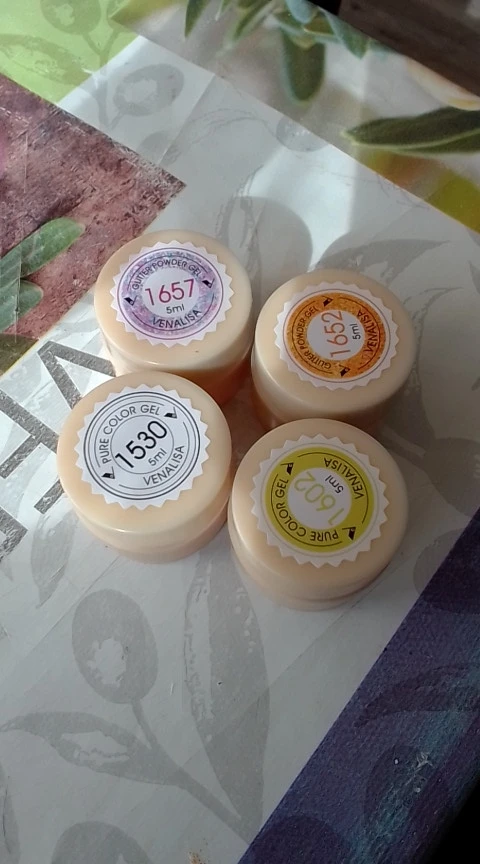 GLITTER POWDER GEL
1657
5ml
VENALISA
GLITTER POWDER GEL
1652
5ml
VENALISA
PURE COLOR GEL
1530
5ml
VENALISA
PURE COLOR GEL
1602
5ml
VENALISA